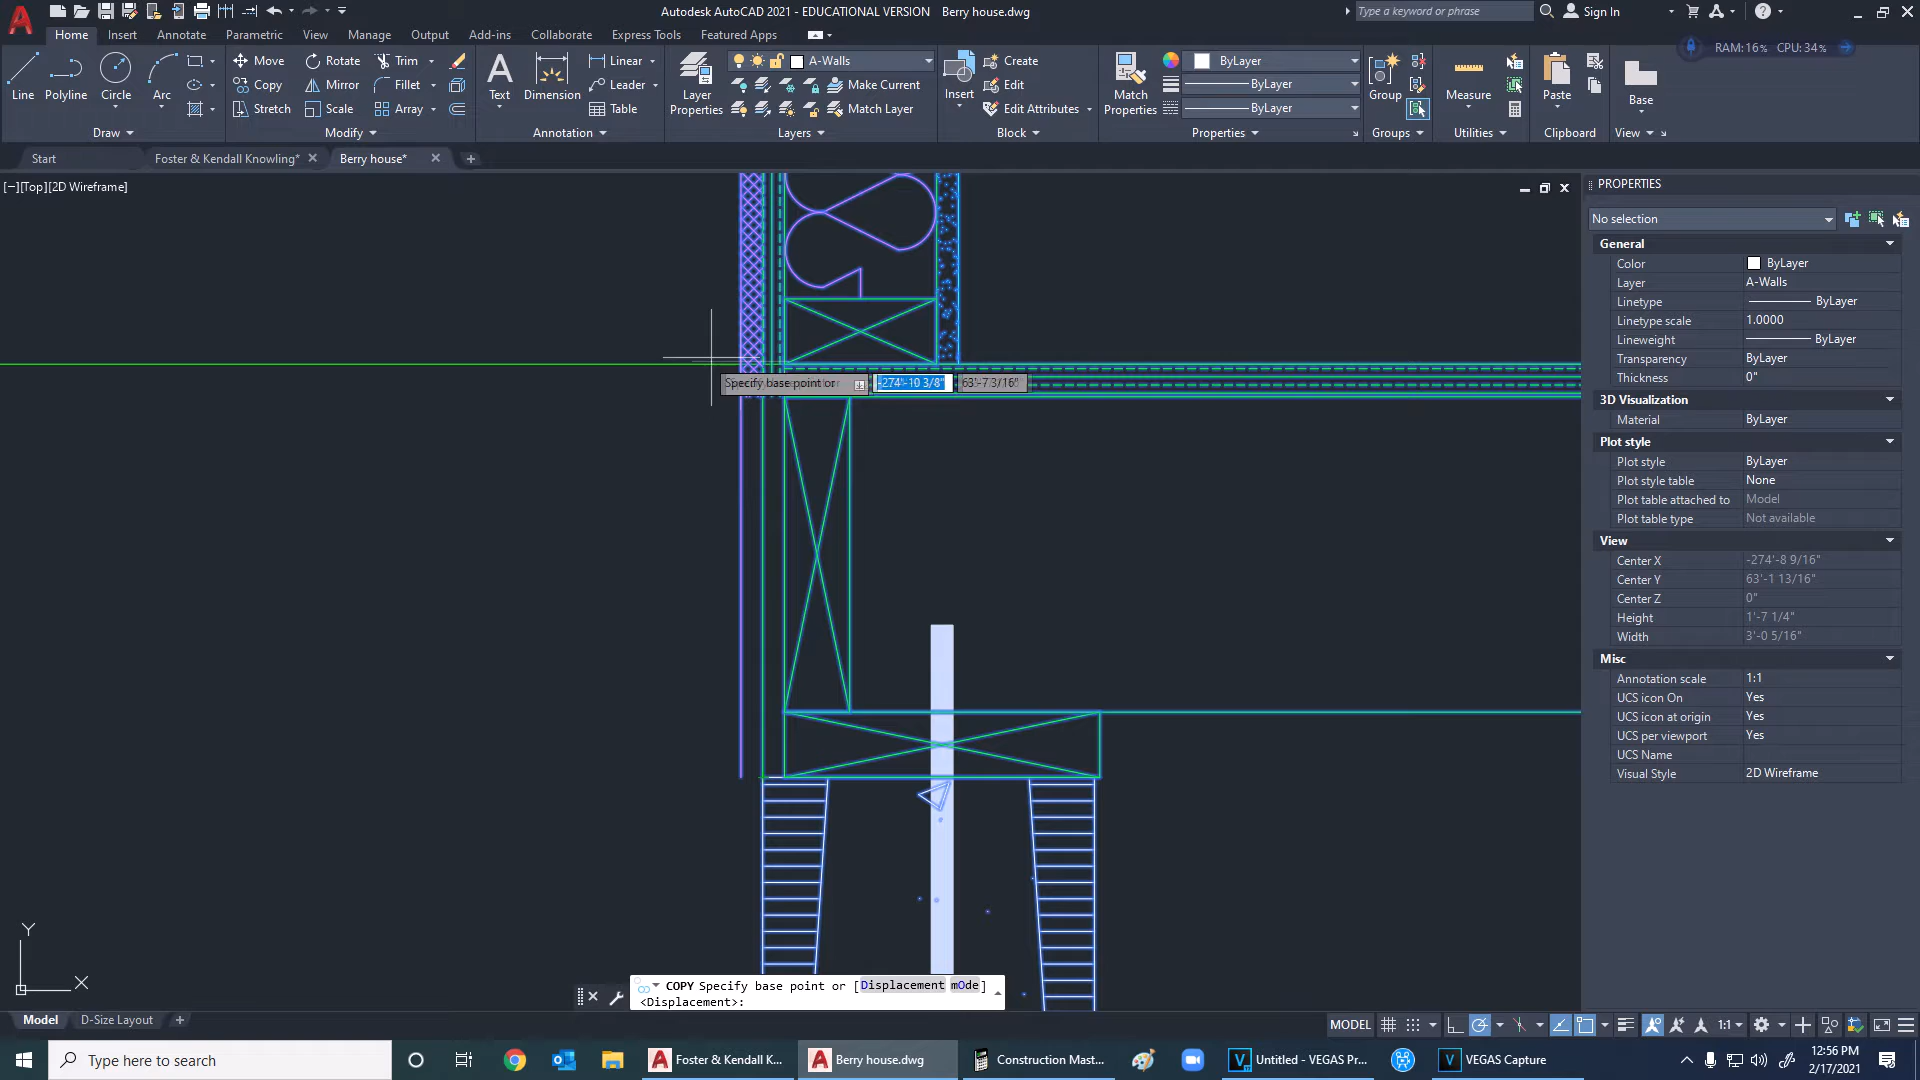 Autodesk AutoCAD 2021 - EDUCATIONAL VERSION    Berry house.dwg
Type a keyword or phrase
Sign In
Home Insert Annotate Parametric View Manage Output Add-ins Collaborate Express Tools Featured Apps
RAM: 16% CPU: 34%
Line Polyline Circle Arc
Move Rotate Trim
Copy Mirror Fillet
Stretch Scale Array
Text Dimension
Linear
Leader
Table
Layer Properties
A-Walls
Make Current
Match Layer
Insert
Create
Edit
Edit Attributes
Match Properties
ByLayer
ByLayer
ByLayer
Group
Measure
Paste
Base
Draw Modify Annotation Layers Block Properties Groups Utilities Clipboard View
Start Foster & Kendall Knowling* Berry house*
[−][Top][2D Wireframe]
Specify base point or -274'-10 3/8" 63'-7 3/16"
PROPERTIES
No selection
General
Color ByLayer
Layer A-Walls
Linetype ByLayer
Linetype scale 1.0000
Lineweight ByLayer
Transparency ByLayer
Thickness 0"
3D Visualization
Material ByLayer
Plot style
Plot style ByLayer
Plot style table None
Plot table attached to Model
Plot table type Not available
View
Center X -274'-8 9/16"
Center Y 63'-1 13/16"
Center Z 0"
Height 1'-7 1/4"
Width 3'-0 5/16"
Misc
Annotation scale 1:1
UCS icon On Yes
UCS icon at origin Yes
UCS per viewport Yes
UCS Name
Visual Style 2D Wireframe
Y
X
COPY Specify base point or [Displacement mOde]
<Displacement>:
Model D-Size Layout
MODEL 1:1
Type here to search
Foster & Kendall K...
Berry house.dwg
Construction Mast...
Untitled - VEGAS Pr...
VEGAS Capture
12:56 PM
2/17/2021